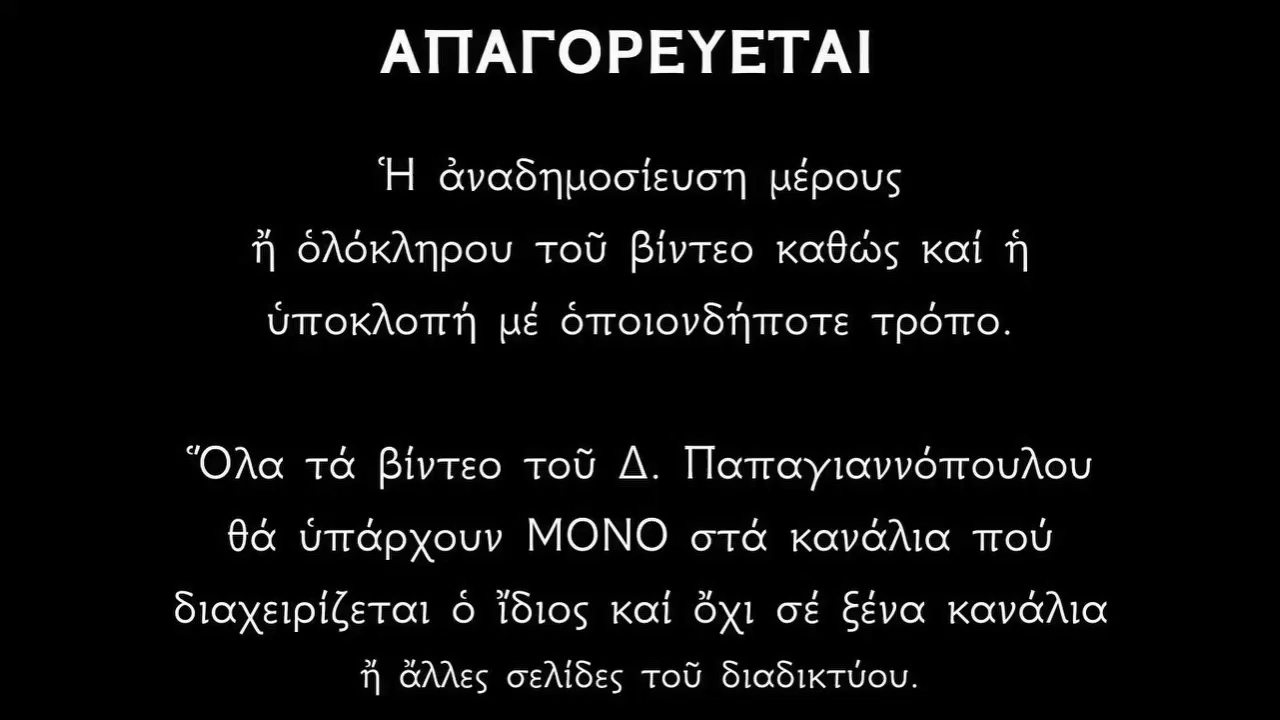 ΑΠΑΓΟΡΕΥΕΤΑΙ
Ἡ ἀναδημοσίευση μέρους
ἤ ὁλόκληρου τοῦ βίντεο καθώς καί ἡ
ὑποκλοπή μέ ὁποιονδήποτε τρόπο.
Ὅλα τά βίντεο τοῦ Δ. Παπαγιαννόπουλου
θά ὑπάρχουν ΜΟΝΟ στά κανάλια πού
διαχειρίζεται ὁ ἴδιος καί ὄχι σέ ξένα κανάλια
ἤ ἄλλες σελίδες τοῦ διαδικτύου.